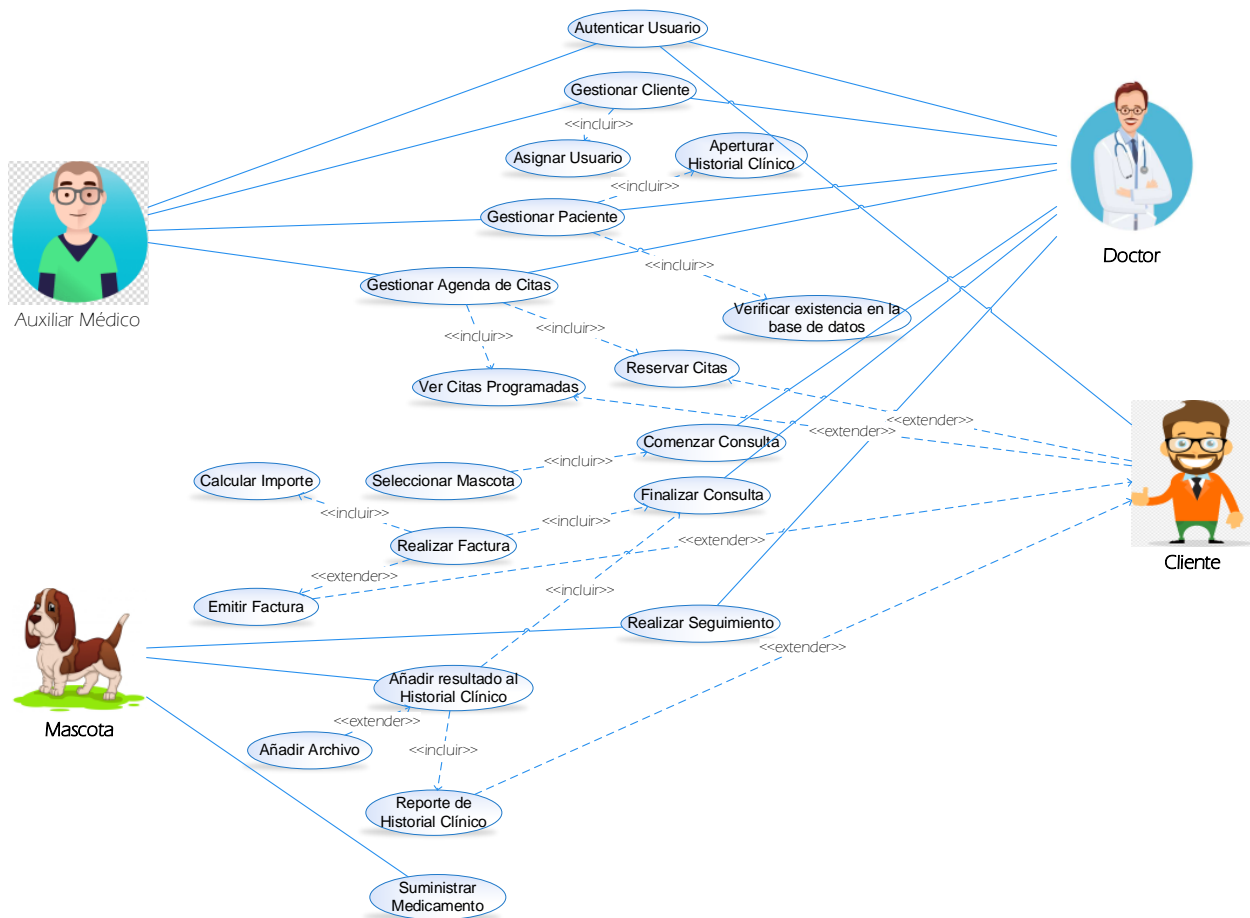 Autenticar Usuario
Gestionar Cliente
<<incluir>>
Asignar Usuario
Aperturar
Historial Clínico
<<incluir>>
Gestionar Paciente
Doctor
<<incluir>>
Gestionar Agenda de Citas
Auxiliar Médico
Verificar existencia en la
base de datos
<<incluir>>
<<incluir>>
Reservar Citas
Ver Citas Programadas
<<extender>>
<<extender>>
Comenzar Consulta
<<incluir>>
Calcular Importe
Seleccionar Mascota
Finalizar Consulta
<<incluir>>
<<incluir>>
Realizar Factura
<<extender>>
Cliente
<<extender>>
<<incluir>>
Emitir Factura
Realizar Seguimiento
<<extender>>
Añadir resultado al
Historial Clínico
Mascota
<<extender>>
Añadir Archivo
<<incluir>>
Reporte de
Historial Clínico
Suministrar
Medicamento